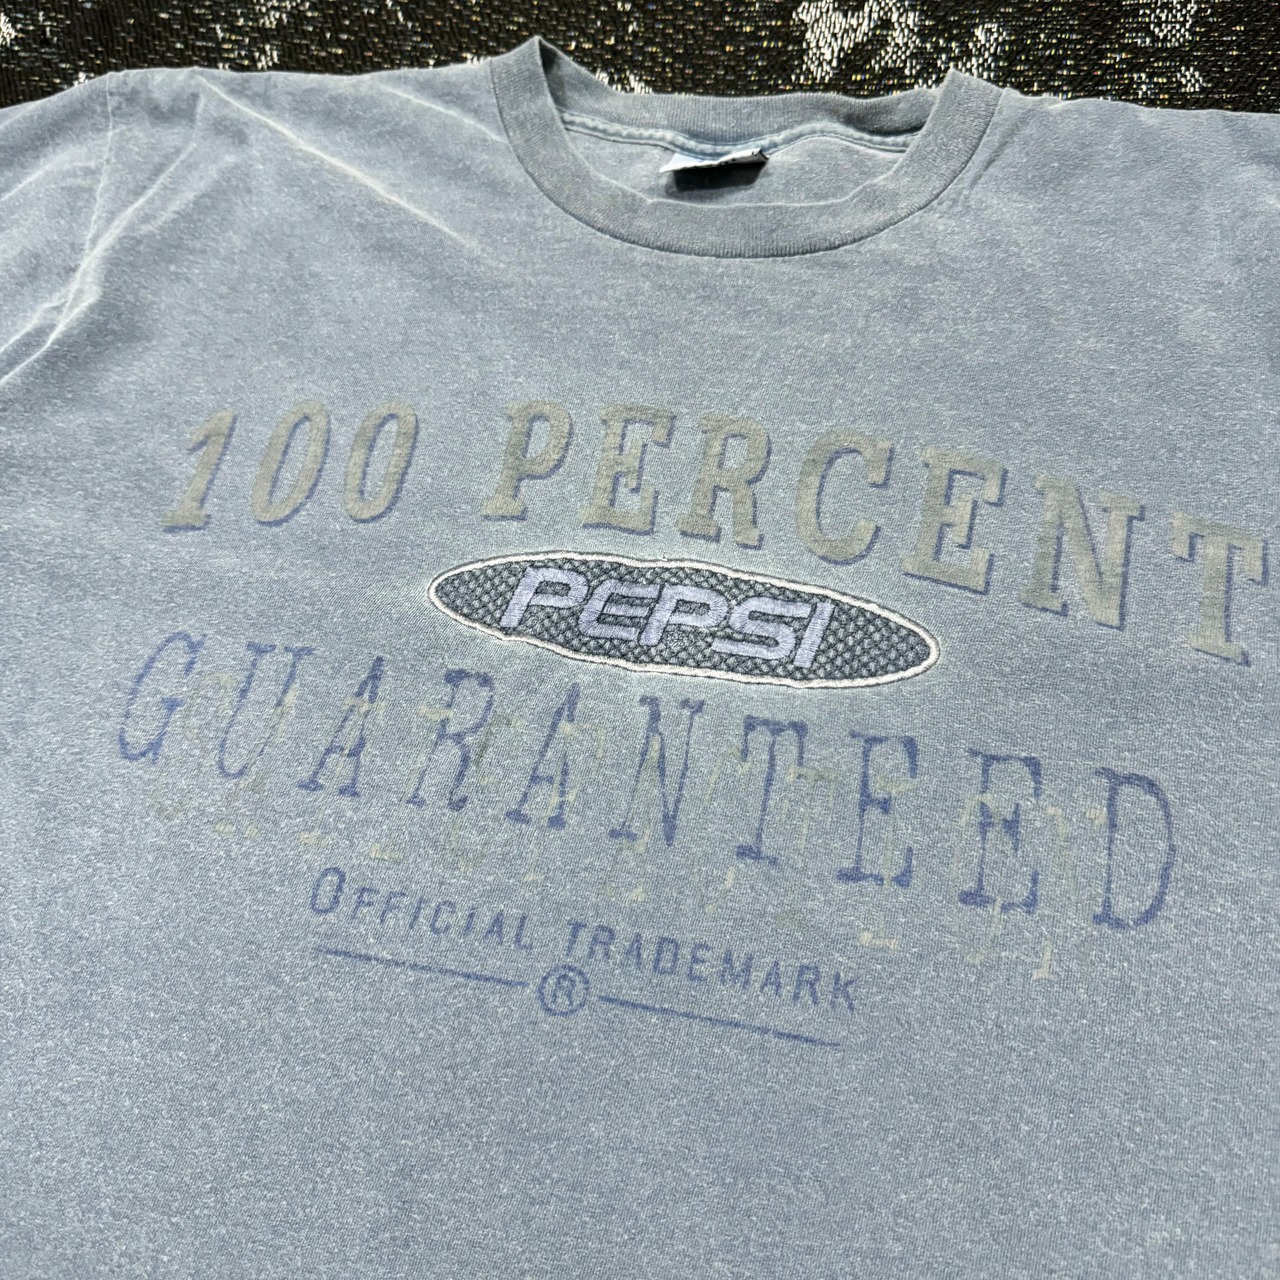 100 PERCENT
PEPSI
GUARANTEED
OFFICIAL TRADEMARK
®